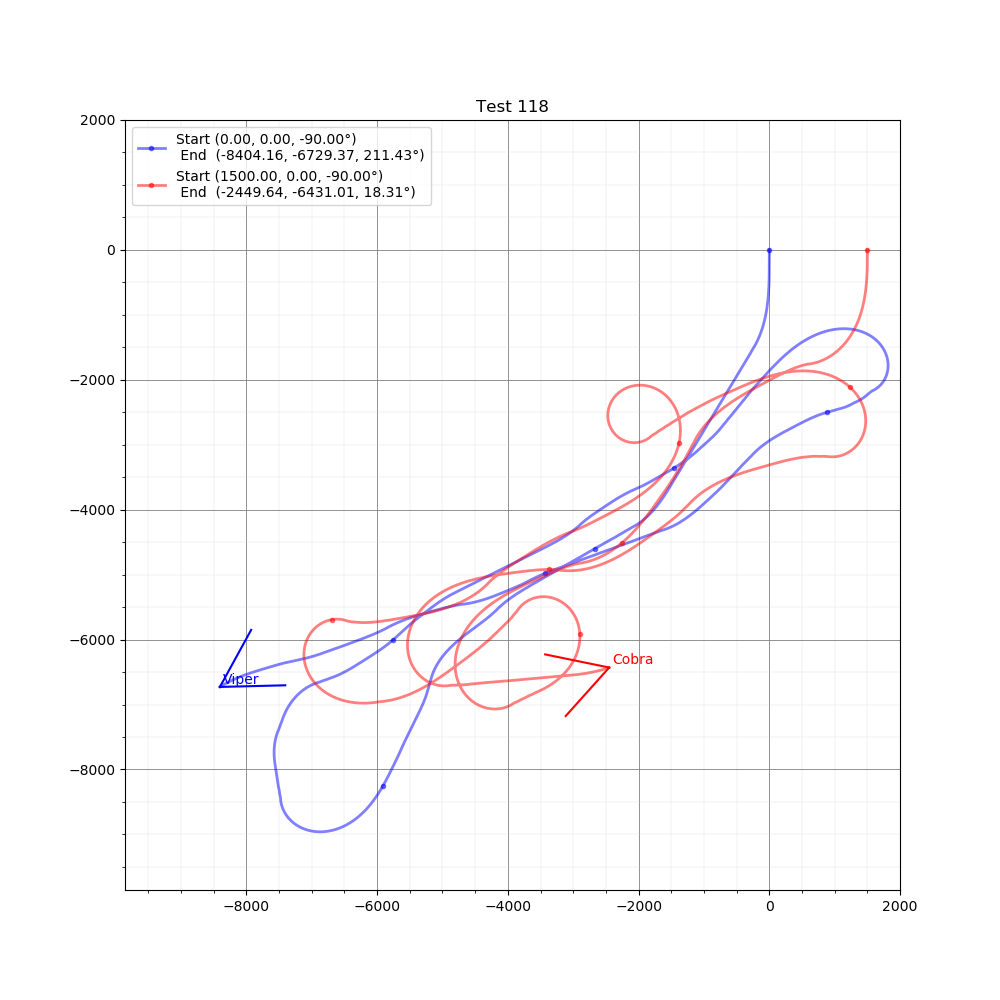 Test 118
Start (0.00, 0.00, -90.00°)
End  (-8404.16, -6729.37, 211.43°)
Start (1500.00, 0.00, -90.00°)
End  (-2449.64, -6431.01, 18.31°)
2000
0
−2000
−4000
−6000
−8000
Cobra
Viper
−8000 −6000 −4000 −2000 0 2000